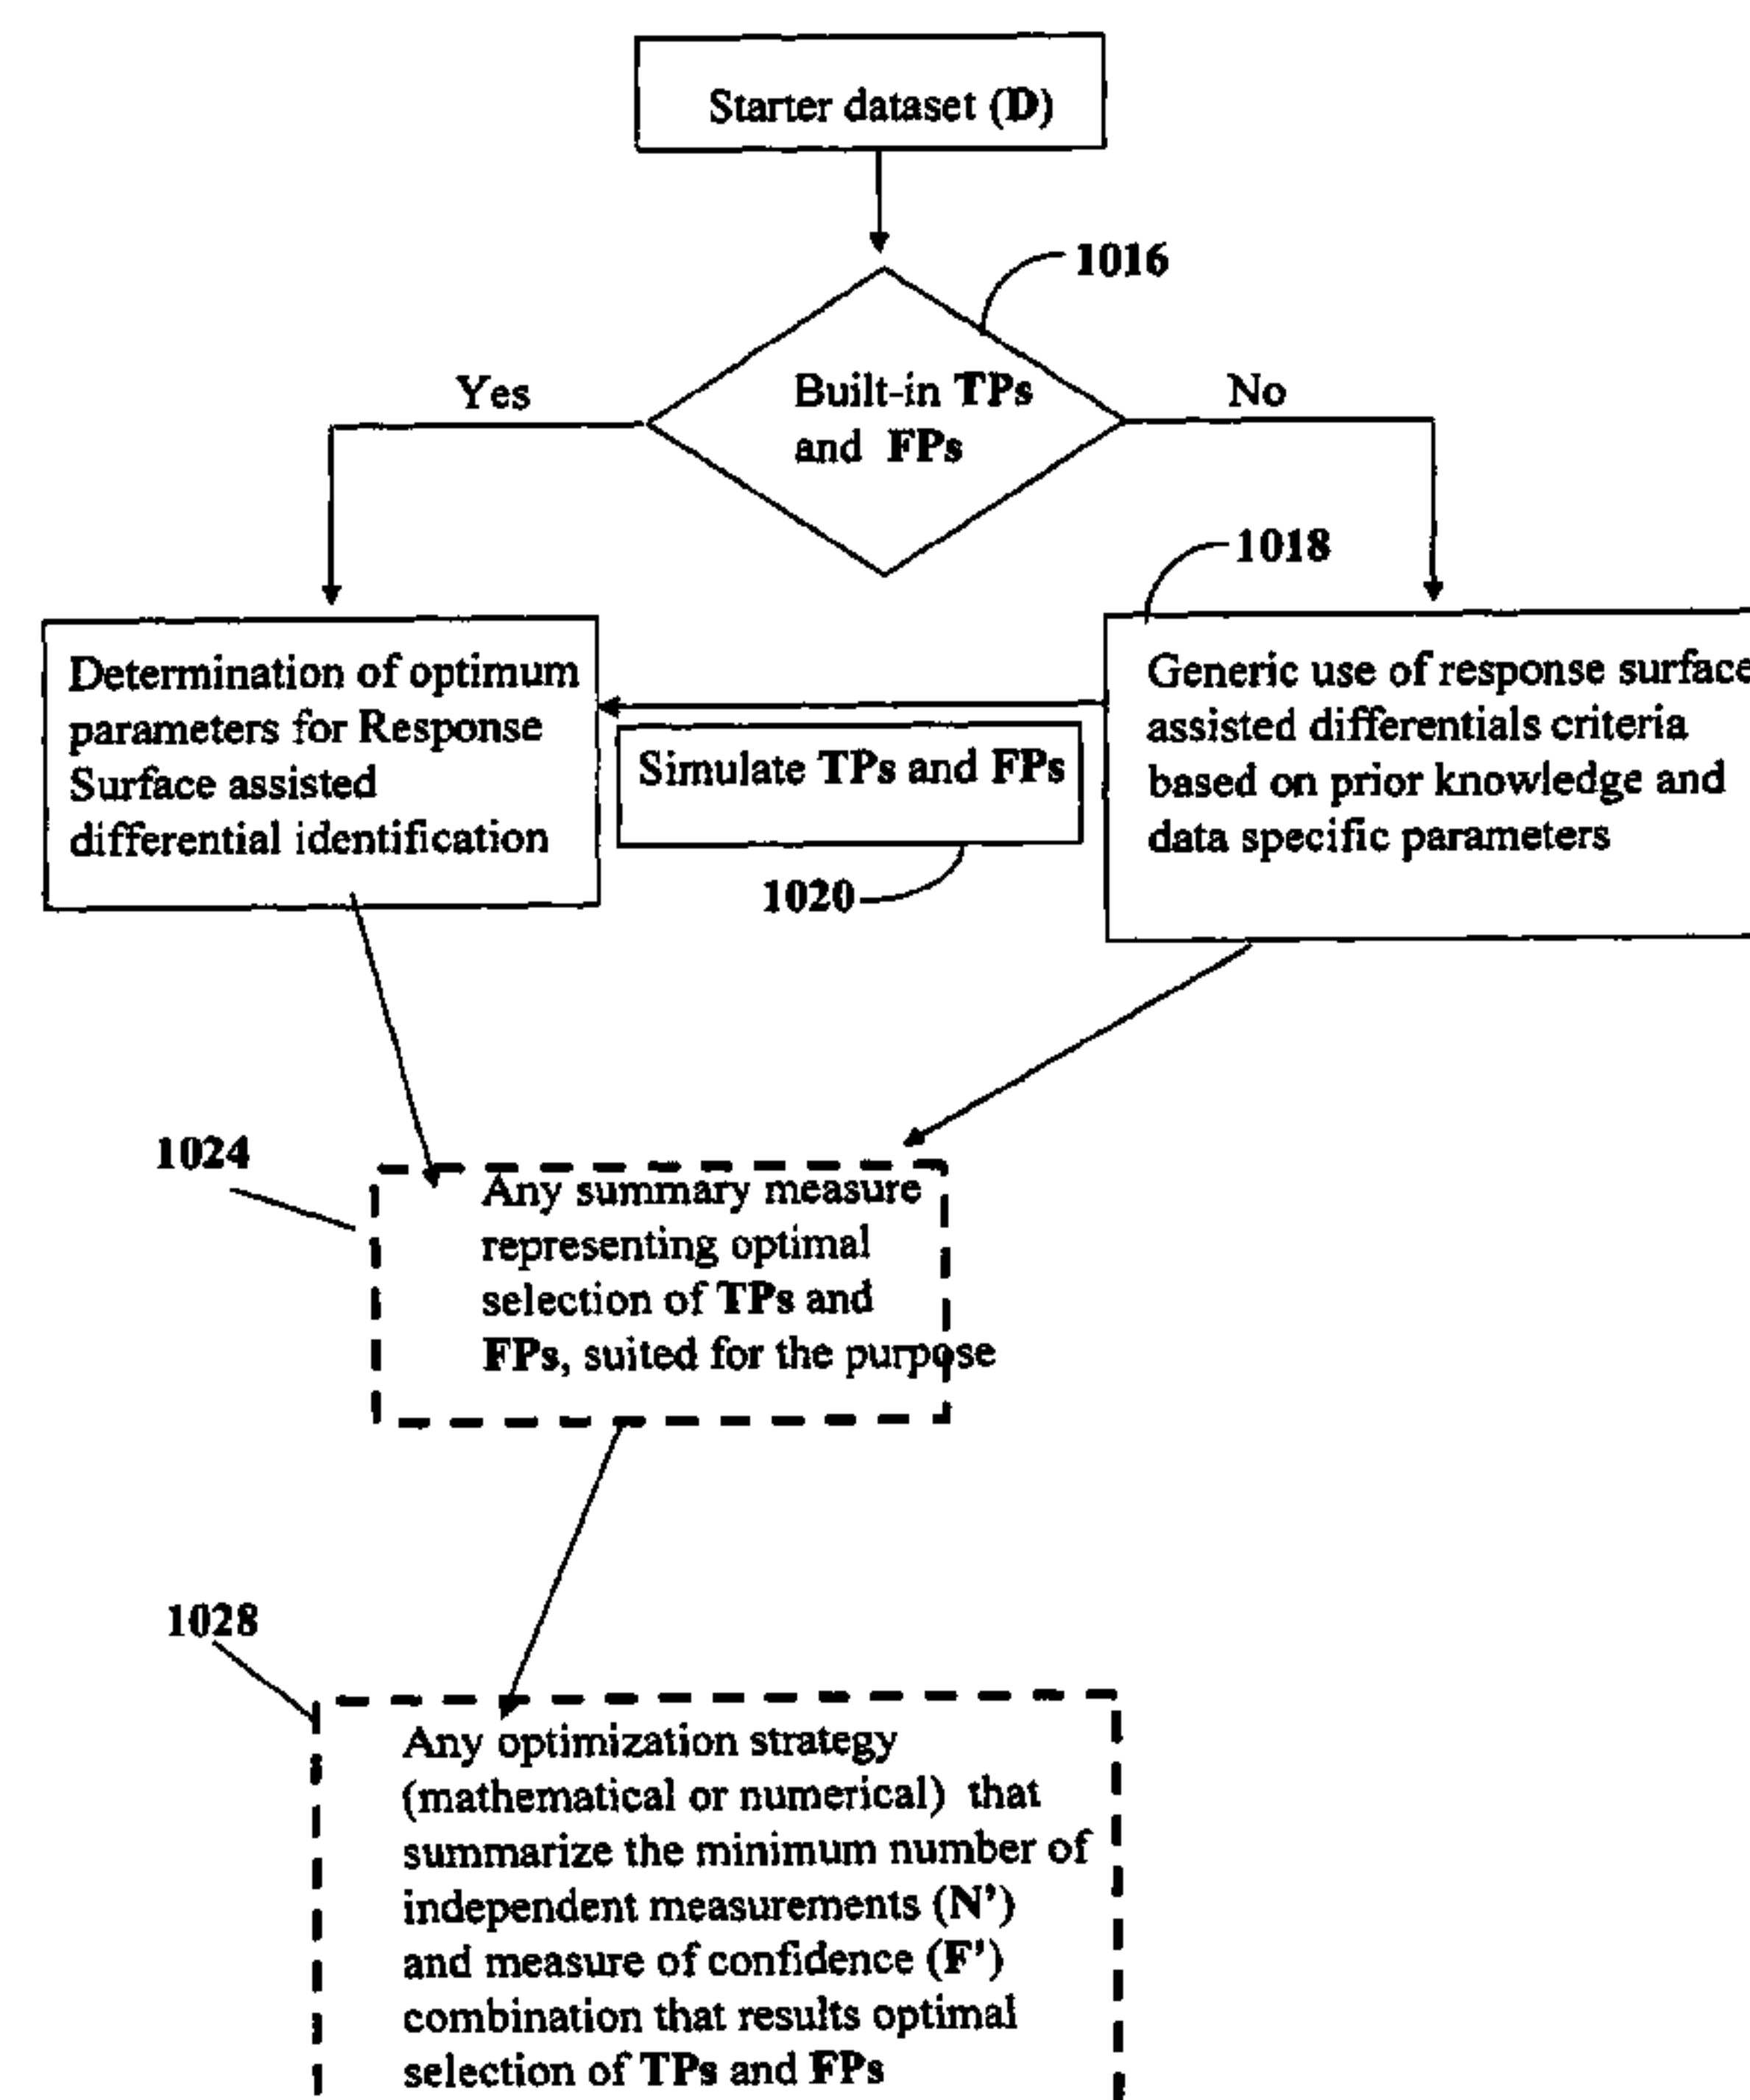 Starter dataset (D)
1016
Built-in TPs
and FPs
Yes
No
1018
Determination of optimum
parameters for Response
Surface assisted
differential identification
Simulate TPs and FPs
1020
Generic use of response surface
assisted differentials criteria
based on prior knowledge and
data specific parameters
1024
Any summary measure
representing optimal
selection of TPs and
FPs, suited for the purpose
1028
Any optimization strategy
(mathematical or numerical) that
summarize the minimum number of
independent measurements (N')
and measure of confidence (F')
combination that results optimal
selection of TPs and FPs